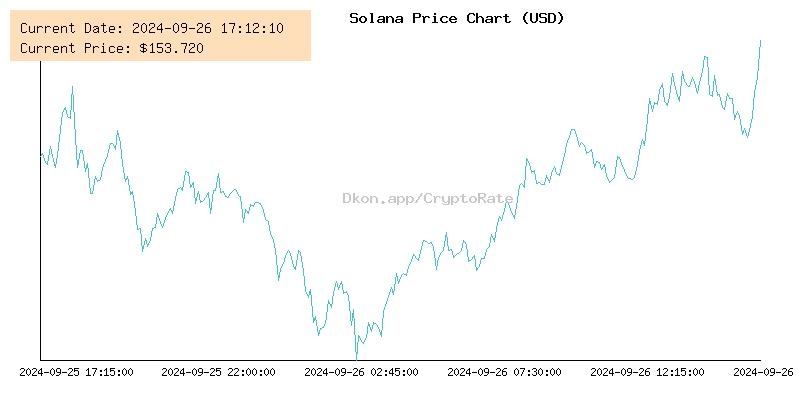 Solana Price Chart (USD)
Current Date: 2024-09-26 17:12:10
Current Price: $153.720
Dkon.app/CryptoRate
2024-09-25 17:15:00 2024-09-25 22:00:00 2024-09-26 02:45:00 2024-09-26 07:30:00 2024-09-26 12:15:00 2024-09-26